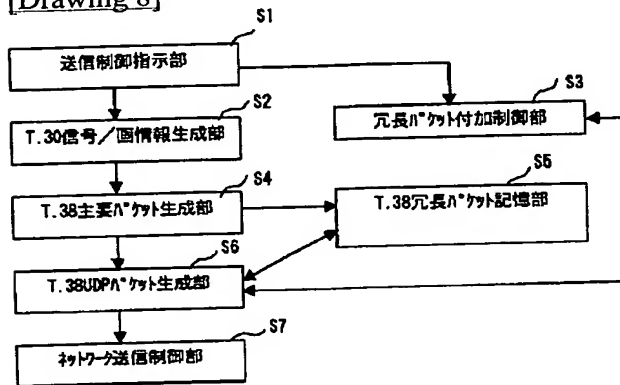 [Drawing 8]
S1
送信制御指示部
S2
T.30信号／画情報生成部
S3
冗長パケット付加制御部
S4
T.38主要パケット生成部
S5
T.38冗長パケット記憶部
S6
T.38UDPパケット生成部
S7
ネットワーク送信制御部